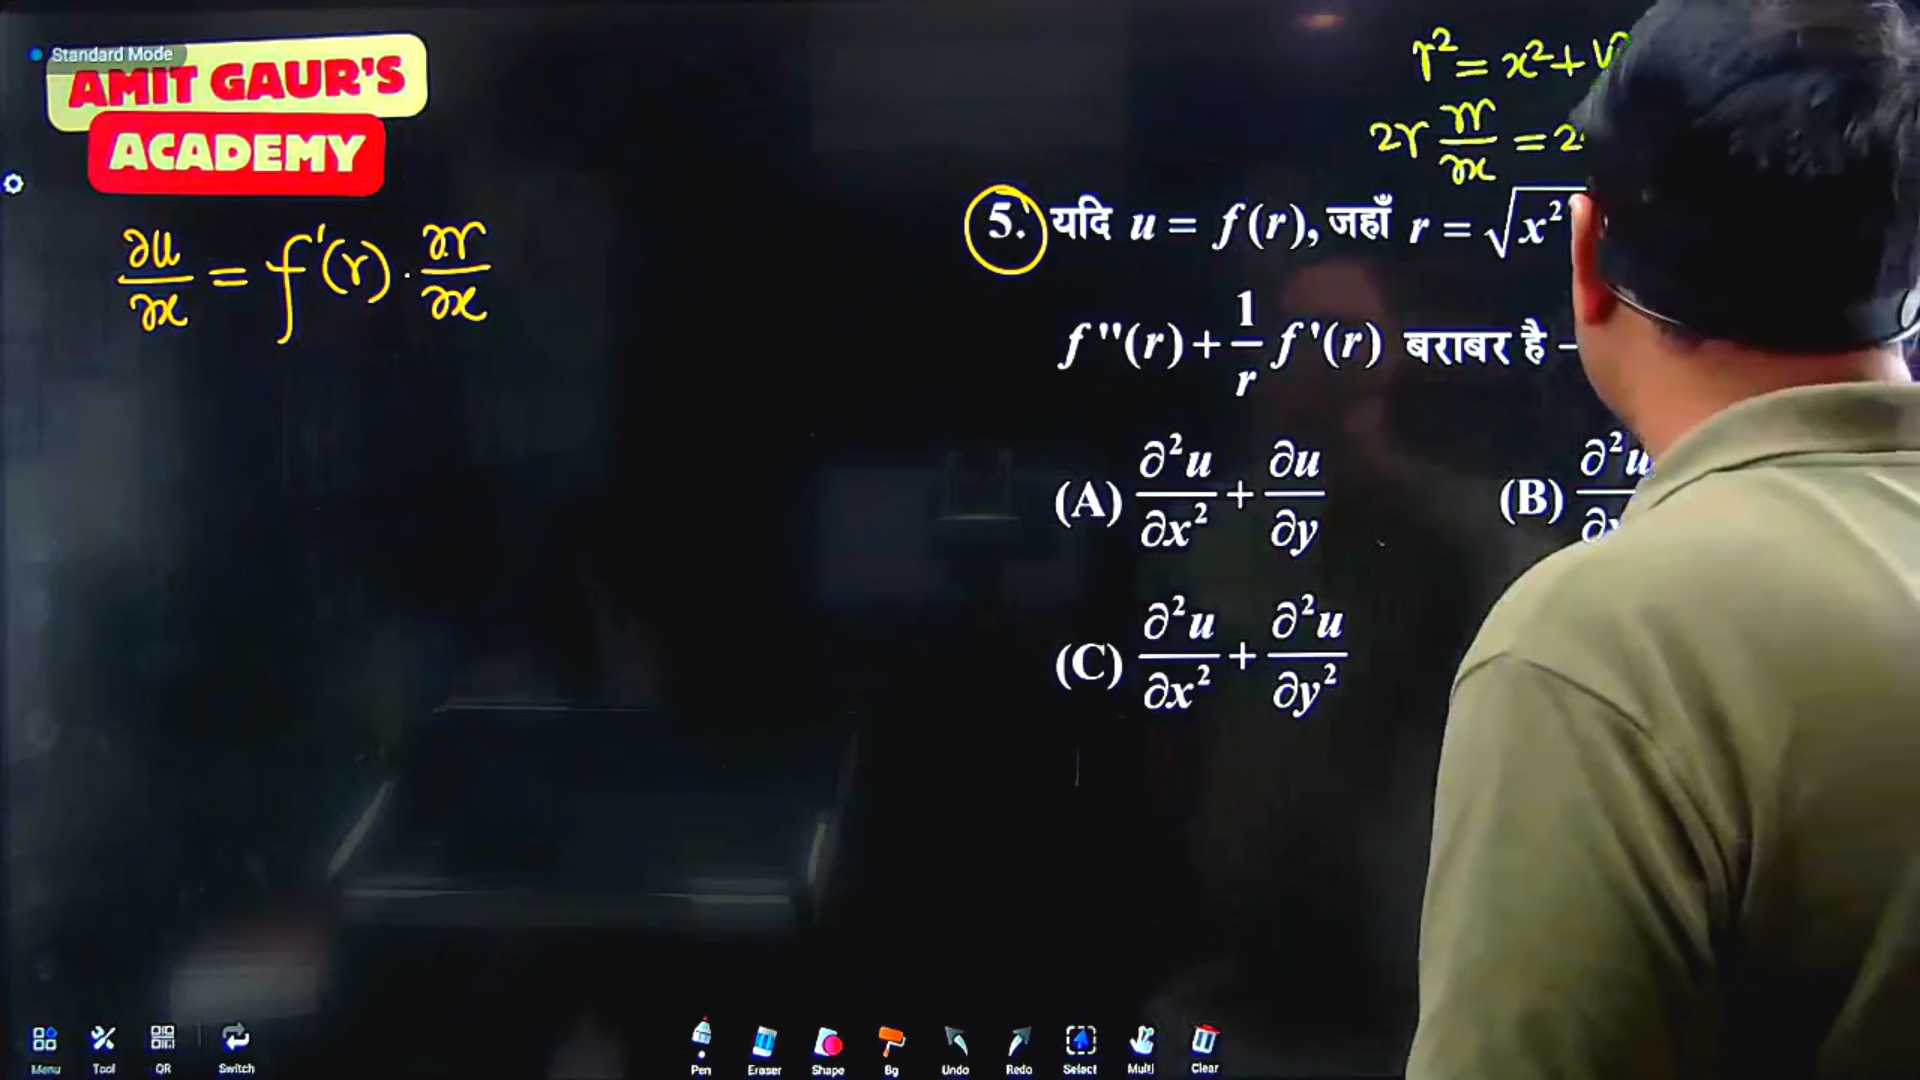 Standard Mode
AMIT GAUR'S
ACADEMY
∂u/∂x = f'(r) · ∂r/∂x
r² = x² +
2r ∂r/∂x = 2
5. यदि u = f(r), जहाँ r = √x²
f''(r) + 1/r f'(r) बराबर है –
(A) ∂²u/∂x² + ∂u/∂y
(B) ∂²u
(C) ∂²u/∂x² + ∂²u/∂y²
Menu Tool QR Switch Pen Eraser Shape Bg Undo Redo Select Multi Clear